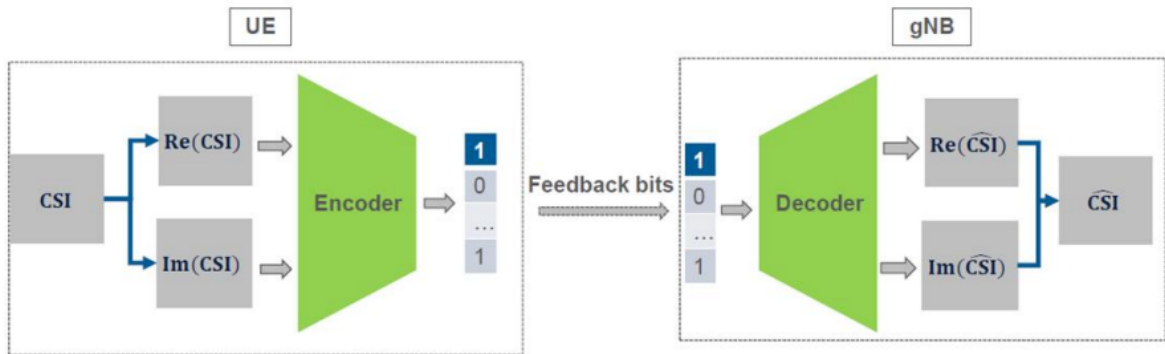 UE
gNB
CSI
Re(CSI)
Im(CSI)
Encoder
1
0
...
1
Feedback bits
1
0
...
1
Decoder
Re(CSI^)
Im(CSI^)
CSI^